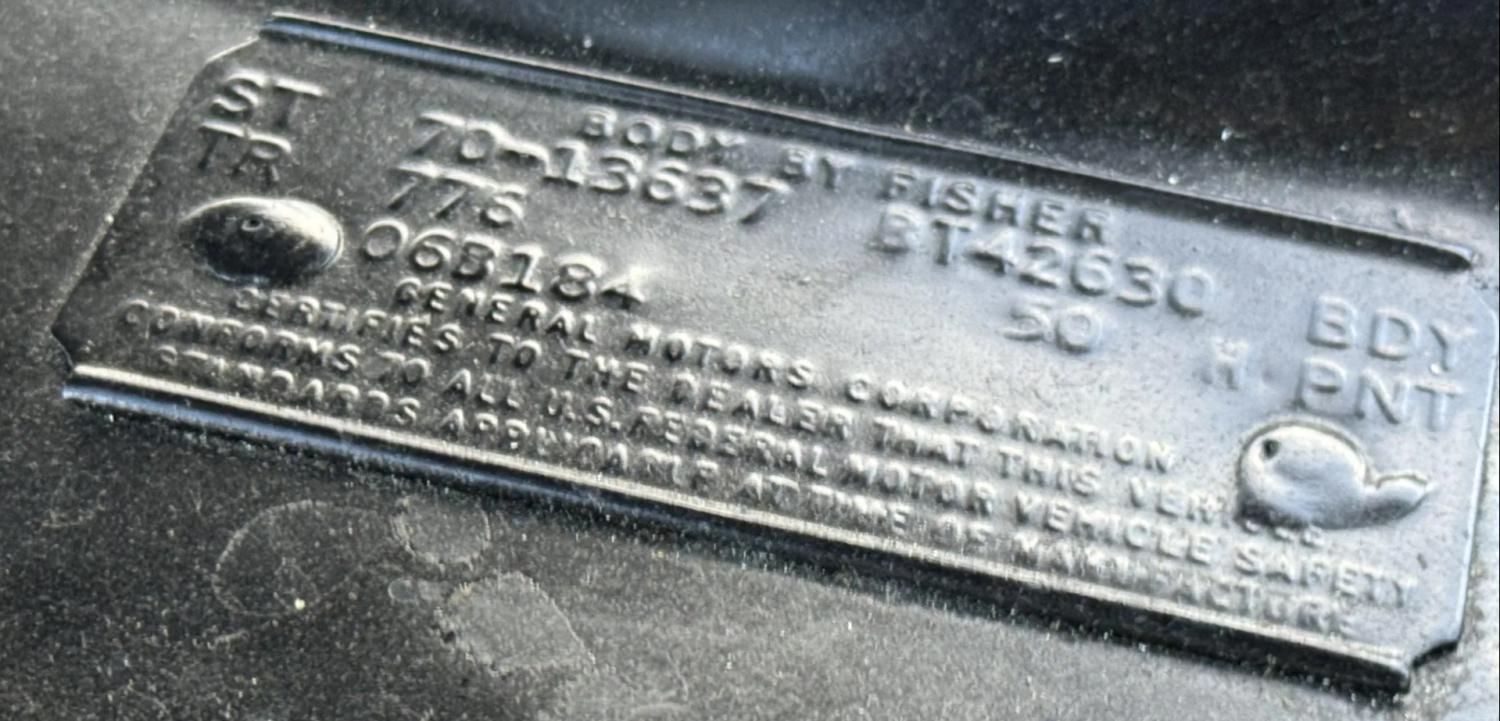 BODY BY FISHER
ST 70-13637 BT42630 BDY
TR 776 50 H PNT
06B184
GENERAL MOTORS CORPORATION
CERTIFIES TO THE DEALER THAT THIS VEHICLE
CONFORMS TO ALL U.S. FEDERAL MOTOR VEHICLE SAFETY
STANDARDS APPLICABLE AT TIME OF MANUFACTURE